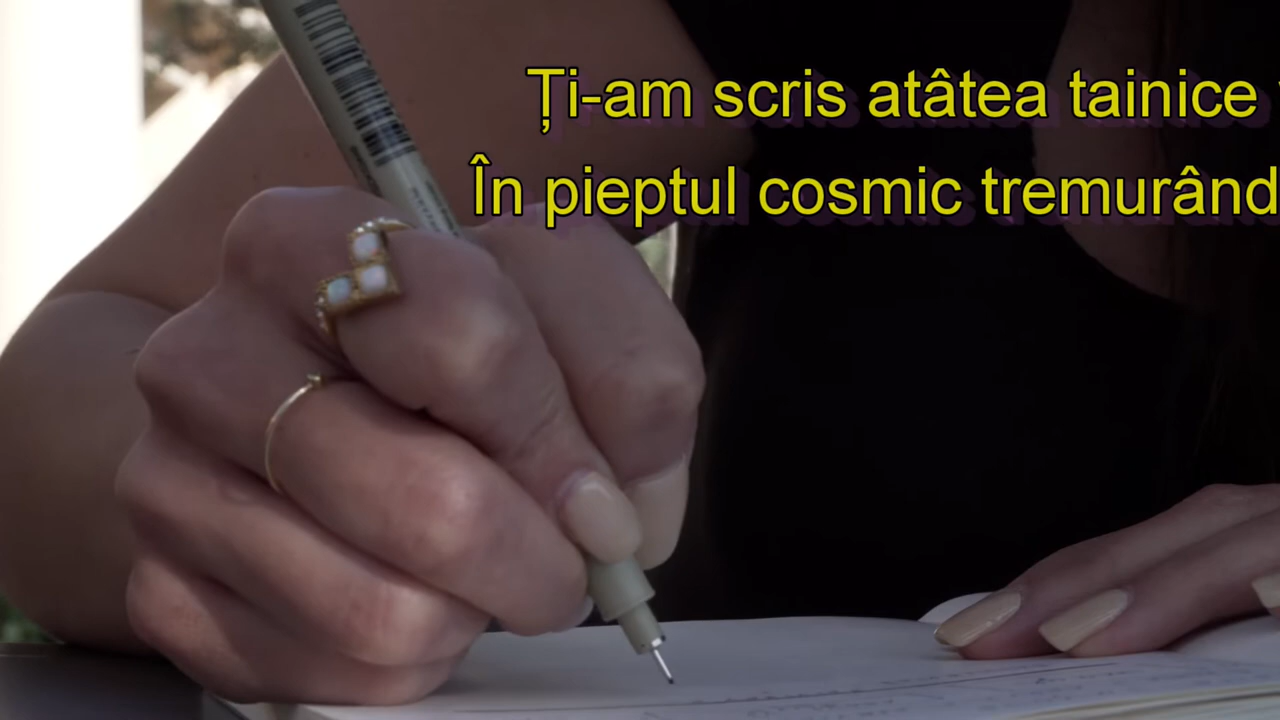 Ți-am scris atâtea tainice
În pieptul cosmic tremurând